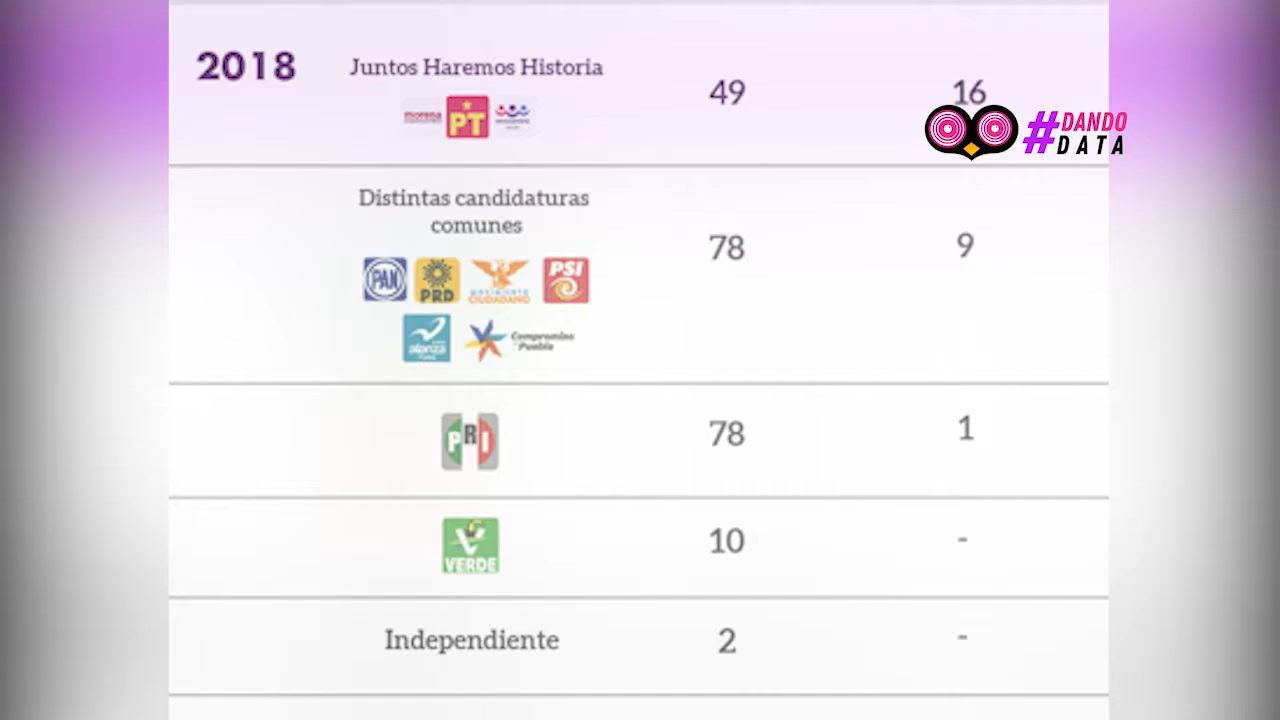 2018
Juntos Haremos Historia
morena
PT
49
16
#DANDO
DATA
Distintas candidaturas
comunes
PAN
PRD
MOVIMIENTO
CIUDADANO
PSI
alianza
Compromiso
Puebla
78
9
PRI
78
1
VERDE
10
-
Independiente
2
-